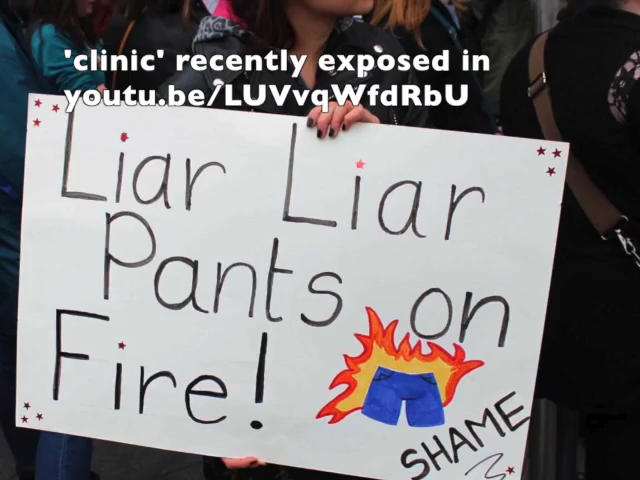 'clinic' recently exposed in
youtu.be/LUVvqWfdRbU
Liar Liar
Pants on
Fire!
SHAME